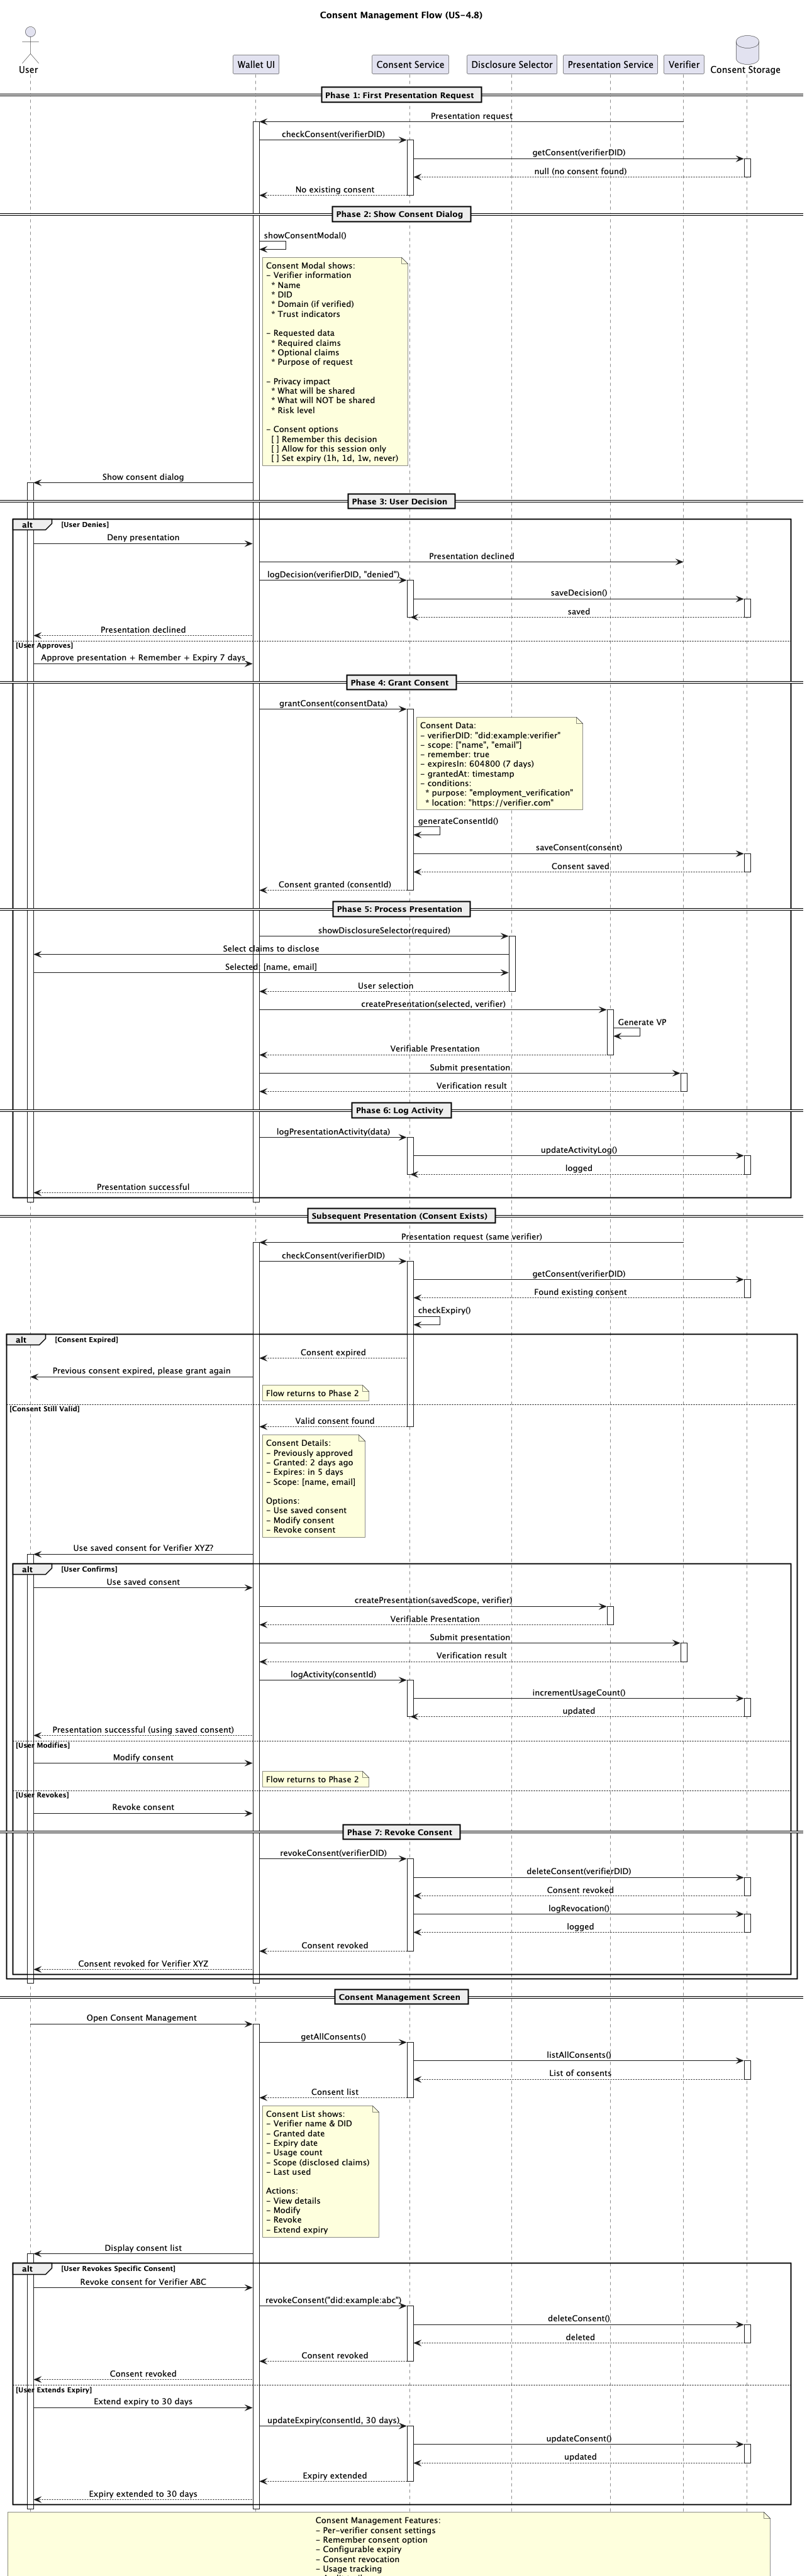 Consent Management Flow (US-4.8)
User
Wallet UI
Consent Service
Disclosure Selector
Presentation Service
Verifier
Consent Storage
Phase 1: First Presentation Request
Presentation request
checkConsent(verifierDID)
getConsent(verifierDID)
null (no consent found)
No existing consent
Phase 2: Show Consent Dialog
showConsentModal()
Consent Modal shows:
- Verifier information
* Name
* DID
* Domain (if verified)
* Trust indicators
- Requested data
* Required claims
* Optional claims
* Purpose of request
- Privacy impact
* What will be shared
* What will NOT be shared
* Risk level
- Consent options
[ ] Remember this decision
[ ] Allow for this session only
[ ] Set expiry (1h, 1d, 1w, never)
Show consent dialog
Phase 3: User Decision
alt
[User Denies]
Deny presentation
Presentation declined
logDecision(verifierDID, "denied")
saveDecision()
saved
Presentation declined
[User Approves]
Approve presentation + Remember + Expiry 7 days
Phase 4: Grant Consent
grantConsent(consentData)
Consent Data:
- verifierDID: "did:example:verifier"
- scope: ["name", "email"]
- remember: true
- expiresIn: 604800 (7 days)
- grantedAt: timestamp
- conditions:
* purpose: "employment_verification"
* location: "https://verifier.com"
generateConsentId()
saveConsent(consent)
Consent saved
Consent granted (consentId)
Phase 5: Process Presentation
showDisclosureSelector(required)
Select claims to disclose
Selected: [name, email]
User selection
createPresentation(selected, verifier)
Generate VP
Verifiable Presentation
Submit presentation
Verification result
Phase 6: Log Activity
logPresentationActivity(data)
updateActivityLog()
logged
Presentation successful
Subsequent Presentation (Consent Exists)
Presentation request (same verifier)
checkConsent(verifierDID)
getConsent(verifierDID)
Found existing consent
checkExpiry()
alt
[Consent Expired]
Consent expired
Previous consent expired, please grant again
Flow returns to Phase 2
[Consent Still Valid]
Valid consent found
Consent Details:
- Previously approved
- Granted: 2 days ago
- Expires: in 5 days
- Scope: [name, email]
Options:
- Use saved consent
- Modify consent
- Revoke consent
Use saved consent for Verifier XYZ?
alt
[User Confirms]
Use saved consent
createPresentation(savedScope, verifier)
Verifiable Presentation
Submit presentation
Verification result
logActivity(consentId)
incrementUsageCount()
updated
Presentation successful (using saved consent)
[User Modifies]
Modify consent
Flow returns to Phase 2
[User Revokes]
Revoke consent
Phase 7: Revoke Consent
revokeConsent(verifierDID)
deleteConsent(verifierDID)
Consent revoked
logRevocation()
logged
Consent revoked
Consent revoked for Verifier XYZ
Consent Management Screen
Open Consent Management
getAllConsents()
listAllConsents()
List of consents
Consent list
Consent List shows:
- Verifier name & DID
- Granted date
- Expiry date
- Usage count
- Scope (disclosed claims)
- Last used
Actions:
- View details
- Modify
- Revoke
- Extend expiry
Display consent list
alt
[User Revokes Specific Consent]
Revoke consent for Verifier ABC
revokeConsent("did:example:abc")
deleteConsent()
deleted
Consent revoked
Consent revoked
[User Extends Expiry]
Extend expiry to 30 days
updateExpiry(consentId, 30 days)
updateConsent()
updated
Expiry extended
Expiry extended to 30 days
Consent Management Features:
- Per-verifier consent settings
- Remember consent option
- Configurable expiry
- Consent revocation
- Usage tracking